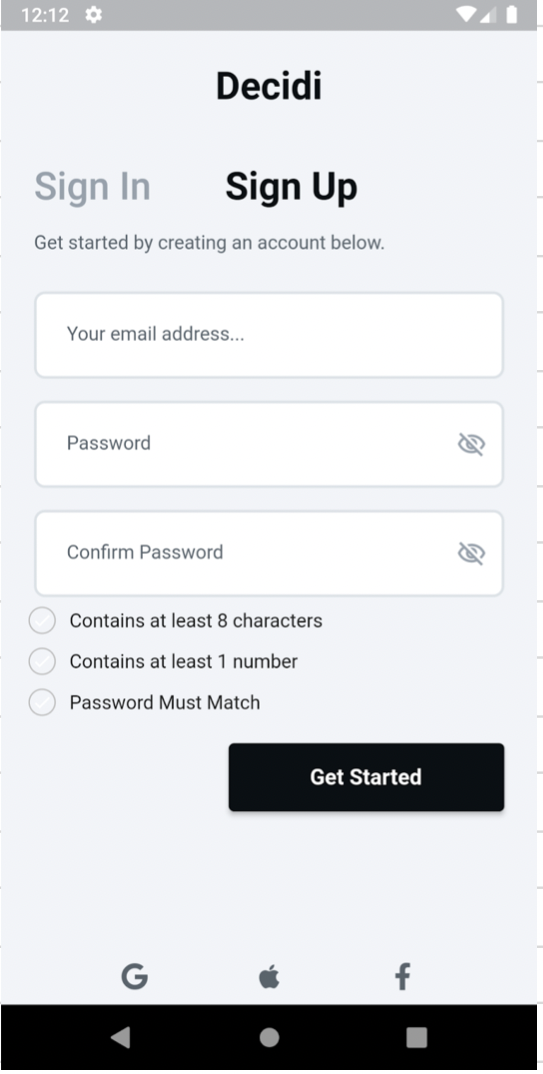 12:12
Decidi
Sign In Sign Up
Get started by creating an account below.
Your email address...
Password
Confirm Password
Contains at least 8 characters
Contains at least 1 number
Password Must Match
Get Started